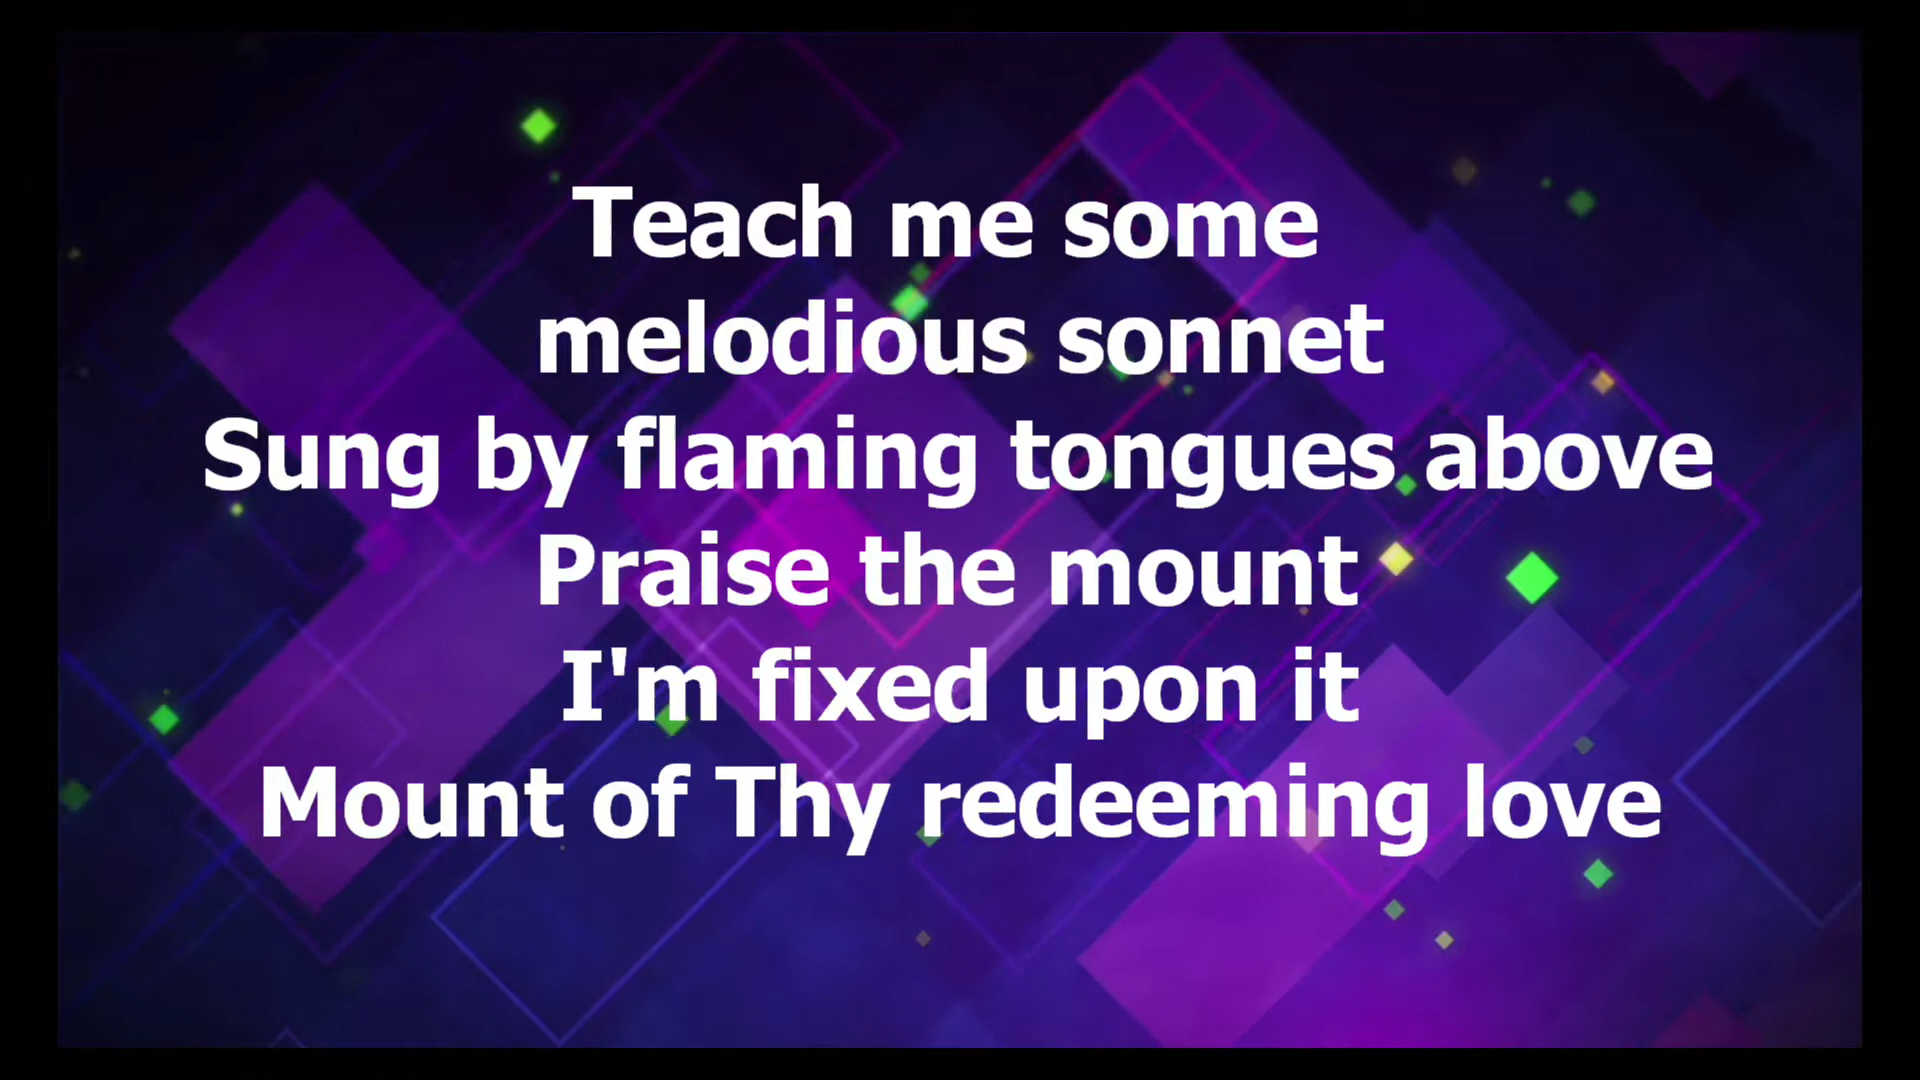 Teach me some
melodious sonnet
Sung by flaming tongues above
Praise the mount
I'm fixed upon it
Mount of Thy redeeming love